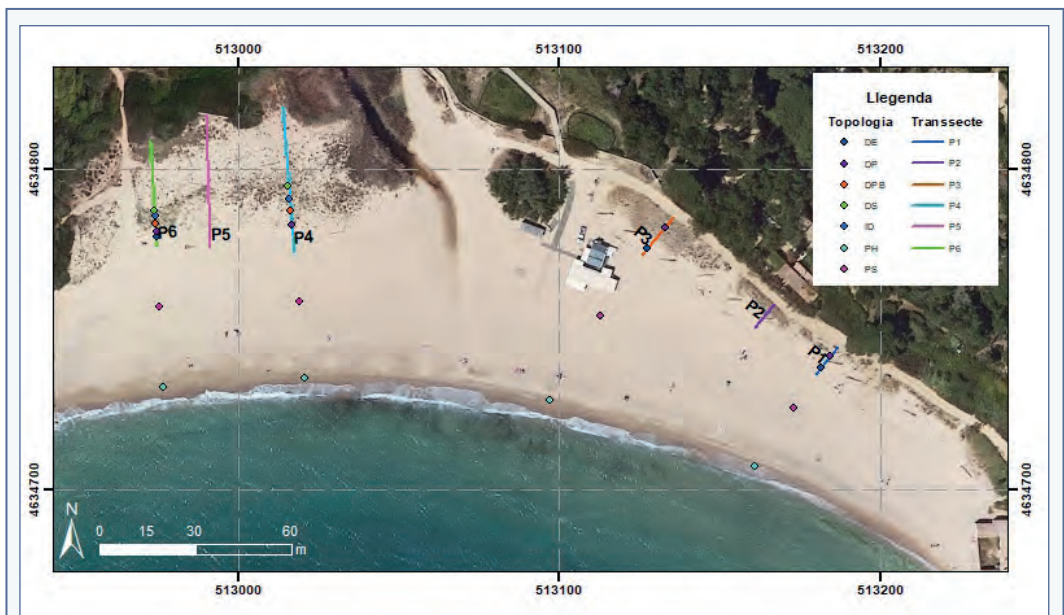 513000 513100 513200
Llegenda
Topologia Transsecte
DE P1
DP P2
DPB P3
DS P4
ID P5
PH P6
PS
4634800 4634800
P6 P5 P4 P3
P2
P1
4634700 4634700
N
0 15 30 60
m
513000 513100 513200